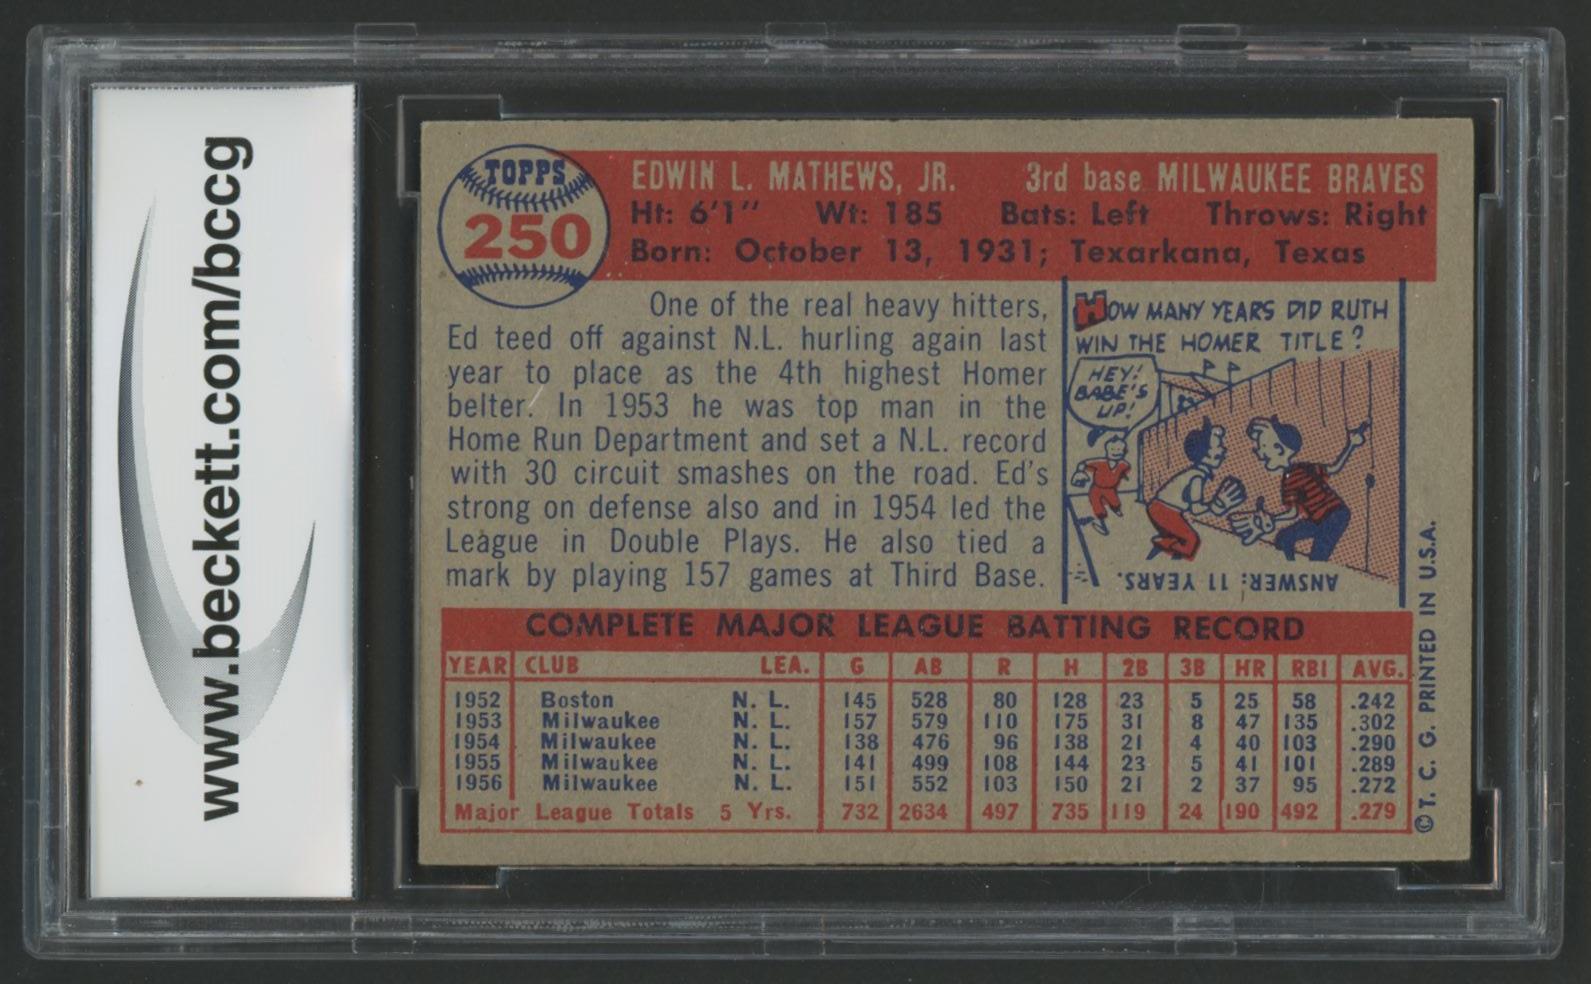 www.beckett.com/bccg
TOPPS
250
EDWIN L. MATHEWS, JR. 3rd base MILWAUKEE BRAVES
Ht: 6'1" Wt: 185 Bats: Left Throws: Right
Born: October 13, 1931; Texarkana, Texas
One of the real heavy hitters,
Ed teed off against N.L. hurling again last
year to place as the 4th highest Homer
belter. In 1953 he was top man in the
Home Run Department and set a N.L. record
with 30 circuit smashes on the road. Ed's
strong on defense also and in 1954 led the
League in Double Plays. He also tied a
mark by playing 157 games at Third Base.
HOW MANY YEARS DID RUTH
WIN THE HOMER TITLE?
HEY!
BABE'S
UP!
ANSWER: 11 YEARS.
COMPLETE MAJOR LEAGUE BATTING RECORD
YEAR CLUB LEA. G AB R H 2B 3B HR RBI AVG.
1952 Boston N. L. 145 528 80 128 23 5 25 58 .242
1953 Milwaukee N. L. 157 579 110 175 31 8 47 135 .302
1954 Milwaukee N. L. 138 476 96 138 21 4 40 103 .290
1955 Milwaukee N. L. 141 499 108 144 23 5 41 101 .289
1956 Milwaukee N. L. 151 552 103 150 21 2 37 95 .272
Major League Totals 5 Yrs. 732 2634 497 735 119 24 190 492 .279
© T. C. G. PRINTED IN U.S.A.